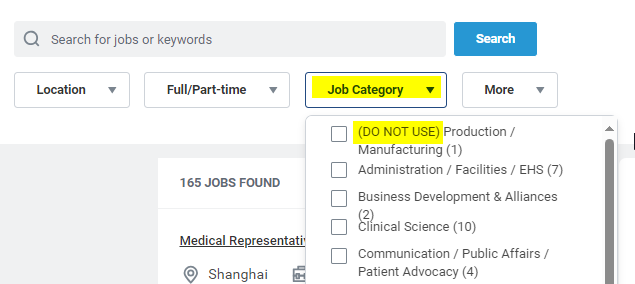 Search for jobs or keywords
Search
Location
Full/Part-time
Job Category
More
(DO NOT USE) Production /
Manufacturing (1)
Administration / Facilities / EHS (7)
Business Development & Alliances
(2)
Clinical Science (10)
Communication / Public Affairs /
Patient Advocacy (4)
165 JOBS FOUND
Medical Representativ
Shanghai